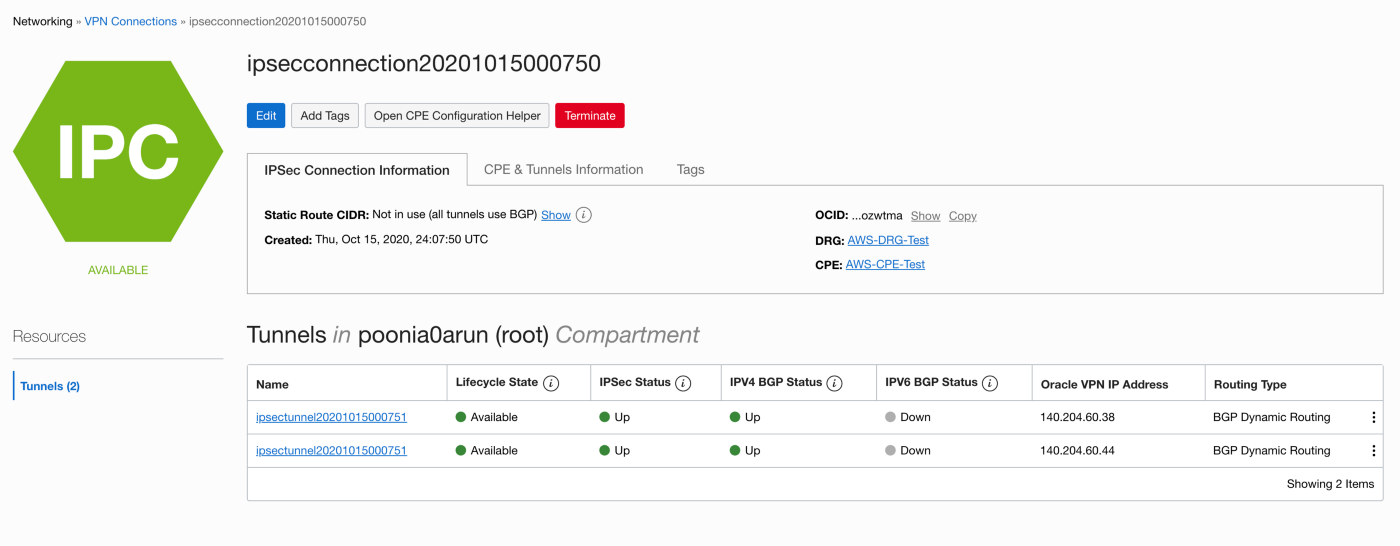 Networking » VPN Connections » ipsecconnection20201015000750
IPC
AVAILABLE
Resources
Tunnels (2)
ipsecconnection20201015000750
Edit Add Tags Open CPE Configuration Helper Terminate
IPSec Connection Information CPE & Tunnels Information Tags
Static Route CIDR: Not in use (all tunnels use BGP) Show i
Created: Thu, Oct 15, 2020, 24:07:50 UTC
OCID: ...ozwtma Show Copy
DRG: AWS-DRG-Test
CPE: AWS-CPE-Test
Tunnels in poonia0arun (root) Compartment
Name Lifecycle State i IPSec Status i IPV4 BGP Status i IPV6 BGP Status i Oracle VPN IP Address Routing Type
ipsectunnel20201015000751 Available Up Up Down 140.204.60.38 BGP Dynamic Routing
ipsectunnel20201015000751 Available Up Up Down 140.204.60.44 BGP Dynamic Routing
Showing 2 Items